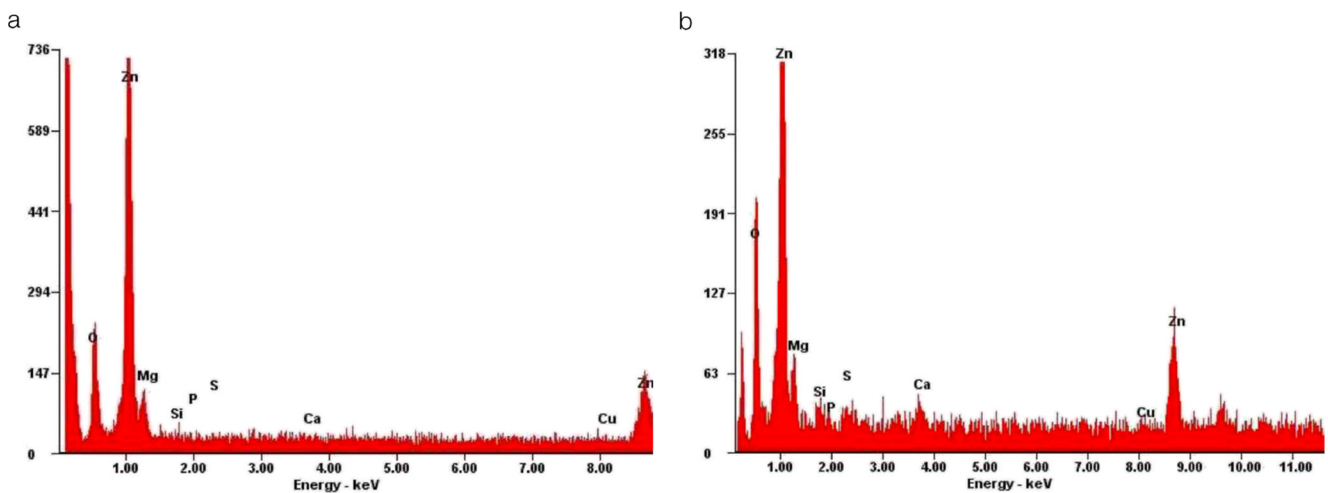 a
736
589
441
294
147
0
Zn
O
Mg
Si
P
S
Ca
Cu
Zn
1.00 2.00 3.00 4.00 5.00 6.00 7.00 8.00
Energy - keV
b
318
255
191
127
63
0
Zn
O
Mg
Si
P
S
Ca
Cu
Zn
1.00 2.00 3.00 4.00 5.00 6.00 7.00 8.00 9.00 10.00 11.00
Energy - keV